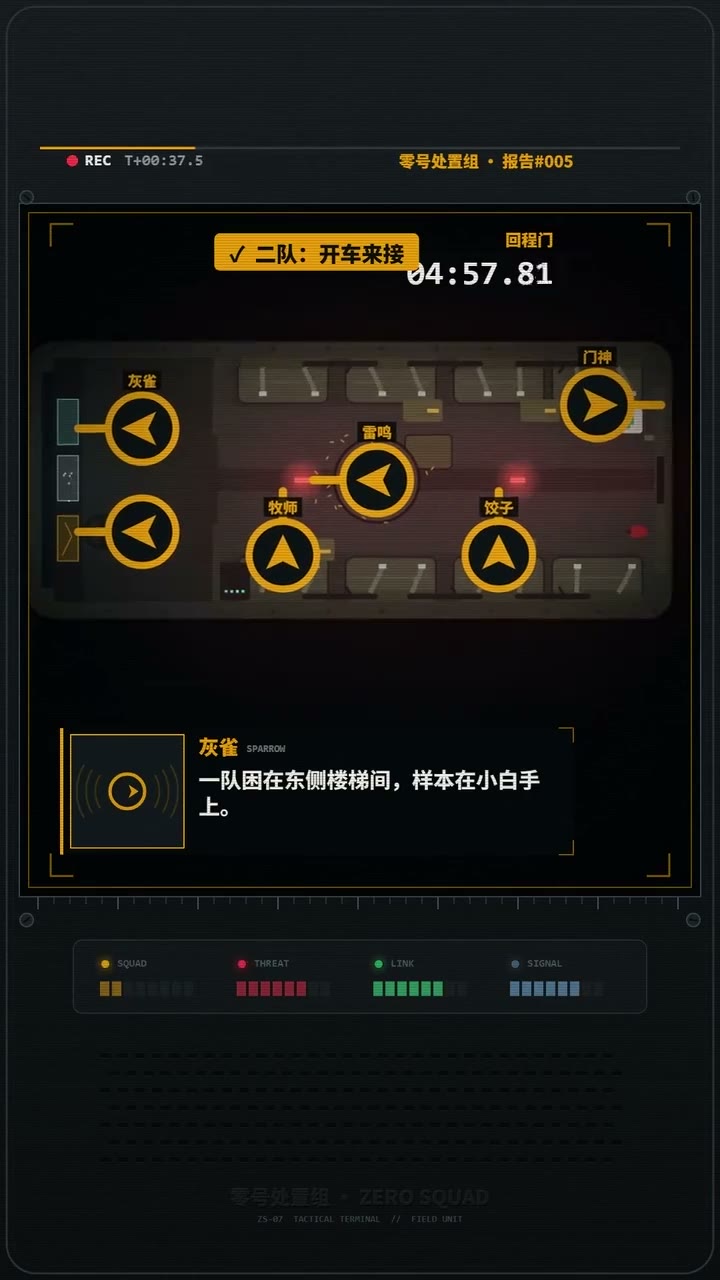 REC T+00:37.5
零号处置组 • 报告#005
✓ 二队：开车来接
回程门
04:57.81
门神
灰雀
雷鸣
牧师
饺子
灰雀 SPARROW
一队困在东侧楼梯间，样本在小白手
上。
SQUAD
THREAT
LINK
SIGNAL
零号处置组 • ZERO SQUAD
ZS-07 TACTICAL TERMINAL // FIELD UNIT